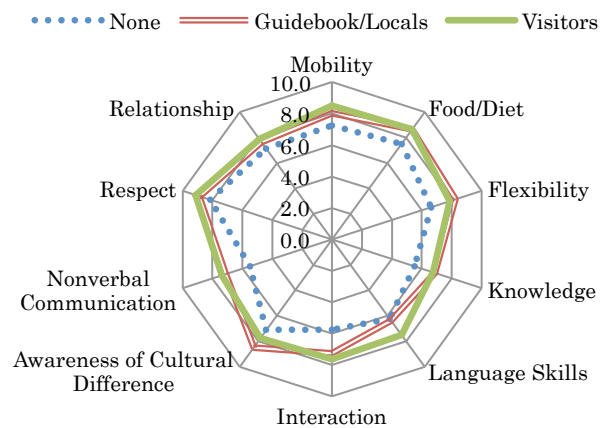 None
Guidebook/Locals
Visitors
Mobility
10.0
Relationship
8.0
Food/Diet
6.0
Respect
4.0
Flexibility
2.0
0.0
Nonverbal
Communication
Knowledge
Awareness of Cultural
Difference
Language Skills
Interaction